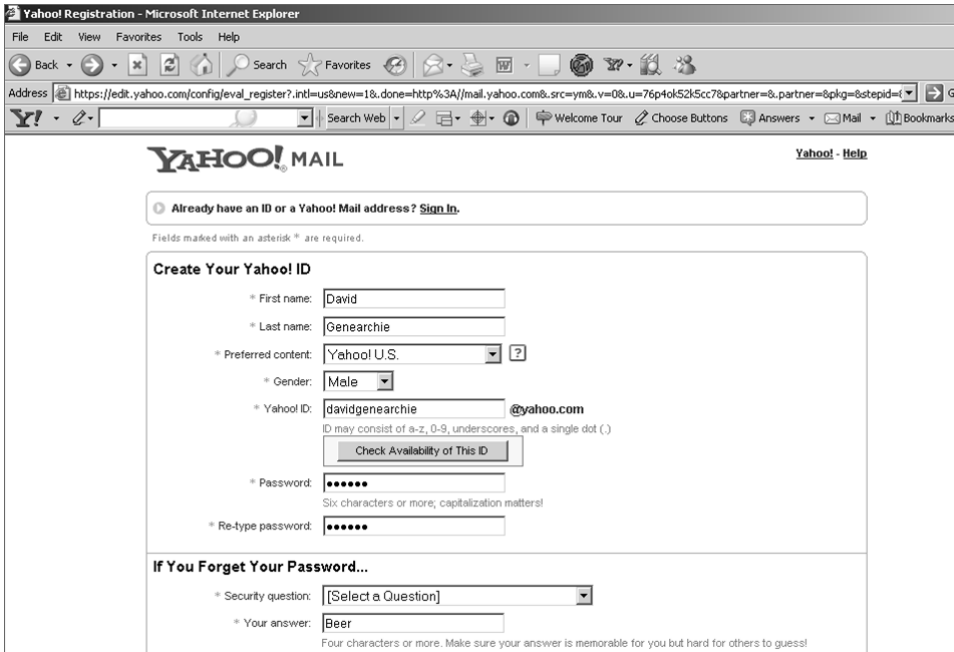 Yahoo! Registration - Microsoft Internet Explorer
File Edit View Favorites Tools Help
Back Search Favorites
Address https://edit.yahoo.com/config/eval_register?.intl=us&new=1&.done=http%3A//mail.yahoo.com&.src=ym&.v=0&.u=76p4ok52k5cc7&partner=&.partner=&pkg=&stepid=
Y! Search Web Welcome Tour Choose Buttons Answers Mail Bookmarks
YAHOO! MAIL
Yahoo! - Help
Already have an ID or a Yahoo! Mail address? Sign In.
Fields marked with an asterisk * are required.
Create Your Yahoo! ID
* First name: David
* Last name: Genearchie
* Preferred content: Yahoo! U.S. ?
* Gender: Male
* Yahoo! ID: davidgenearchie @yahoo.com
ID may consist of a-z, 0-9, underscores, and a single dot (.)
Check Availability of This ID
* Password: ••••••
Six characters or more; capitalization matters!
* Re-type password: ••••••
If You Forget Your Password...
* Security question: [Select a Question]
* Your answer: Beer
Four characters or more. Make sure your answer is memorable for you but hard for others to guess!